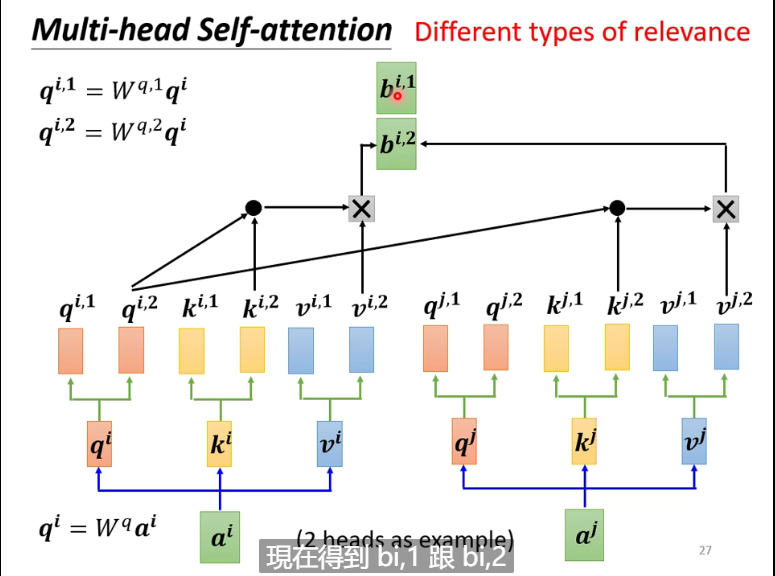 Multi-head Self-attention Different types of relevance
q^{i,1} = W^{q,1}q^i
q^{i,2} = W^{q,2}q^i
b^{i,1}
b^{i,2}
q^{i,1} q^{i,2} k^{i,1} k^{i,2} v^{i,1} v^{i,2} q^{j,1} q^{j,2} k^{j,1} k^{j,2} v^{j,1} v^{j,2}
q^i k^i v^i q^j k^j v^j
q^i = W^q a^i
a^i (2 heads as example) a^j
現在得到 bi,1 跟 bi,2
27